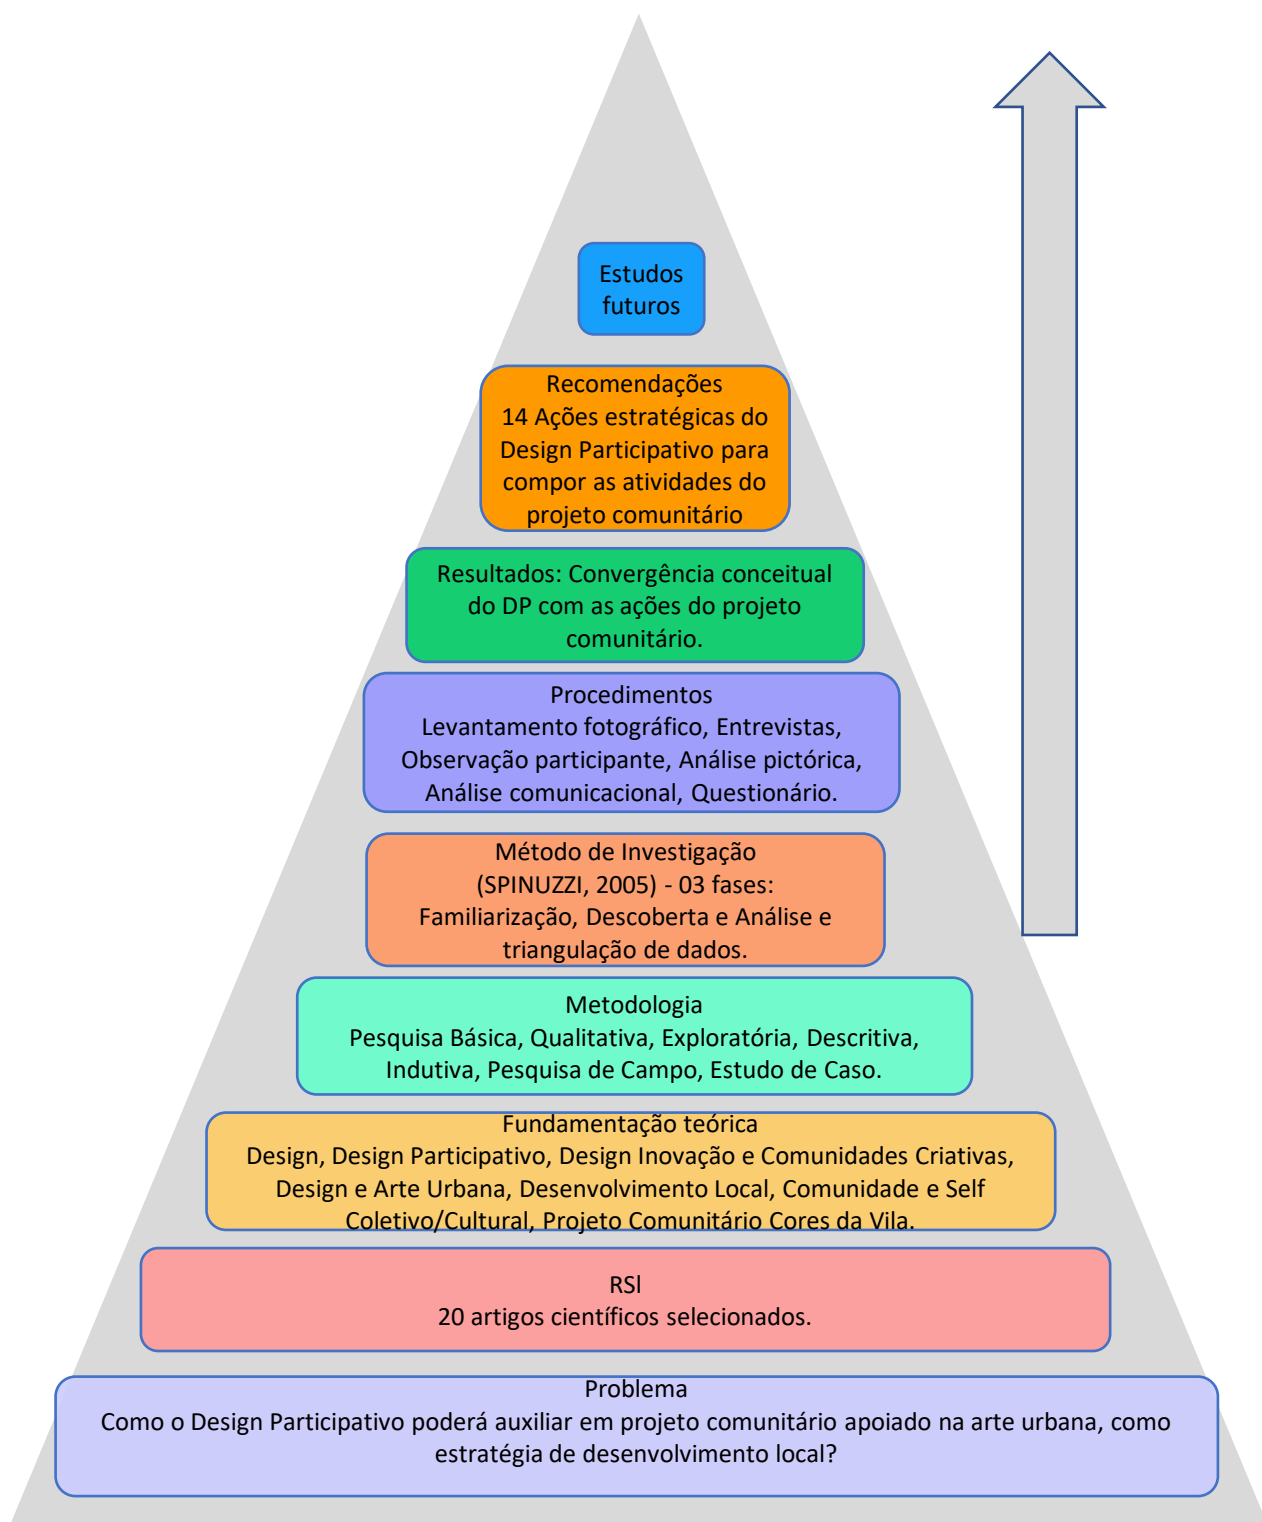 Estudos
futuros
Recomendações
14 Ações estratégicas do
Design Participativo para
compor as atividades do
projeto comunitário
Resultados: Convergência conceitual
do DP com as ações do projeto
comunitário.
Procedimentos
Levantamento fotográfico, Entrevistas,
Observação participante, Análise pictórica,
Análise comunicacional, Questionário.
Método de Investigação
(SPINUZZI, 2005) - 03 fases:
Familiarização, Descoberta e Análise e
triangulação de dados.
Metodologia
Pesquisa Básica, Qualitativa, Exploratória, Descritiva,
Indutiva, Pesquisa de Campo, Estudo de Caso.
Fundamentação teórica
Design, Design Participativo, Design Inovação e Comunidades Criativas,
Design e Arte Urbana, Desenvolvimento Local, Comunidade e Self
Coletivo/Cultural, Projeto Comunitário Cores da Vila.
RSl
20 artigos científicos selecionados.
Problema
Como o Design Participativo poderá auxiliar em projeto comunitário apoiado na arte urbana, como
estratégia de desenvolvimento local?